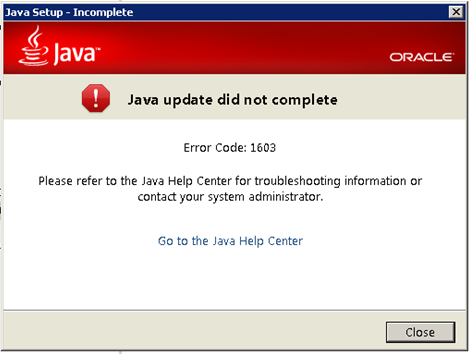 Java Setup - Incomplete
Java™
ORACLE
Java update did not complete
Error Code: 1603
Please refer to the Java Help Center for troubleshooting information or
contact your system administrator.
Go to the Java Help Center
Close